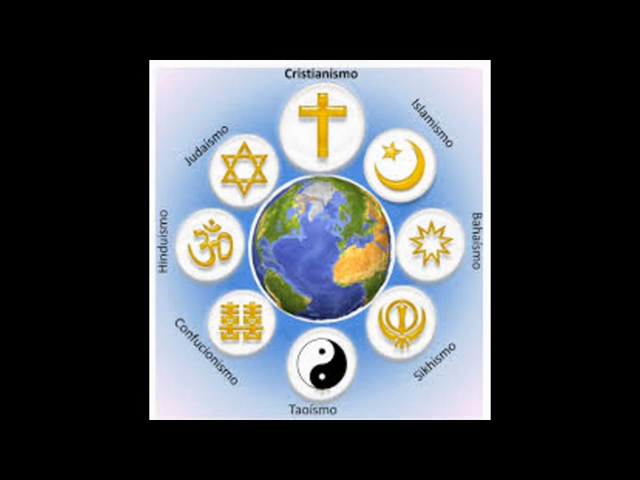 Cristianismo
Islamismo
Judaísmo
Bahaísmo
Hinduismo
Sikhismo
Confucionismo
Taoísmo